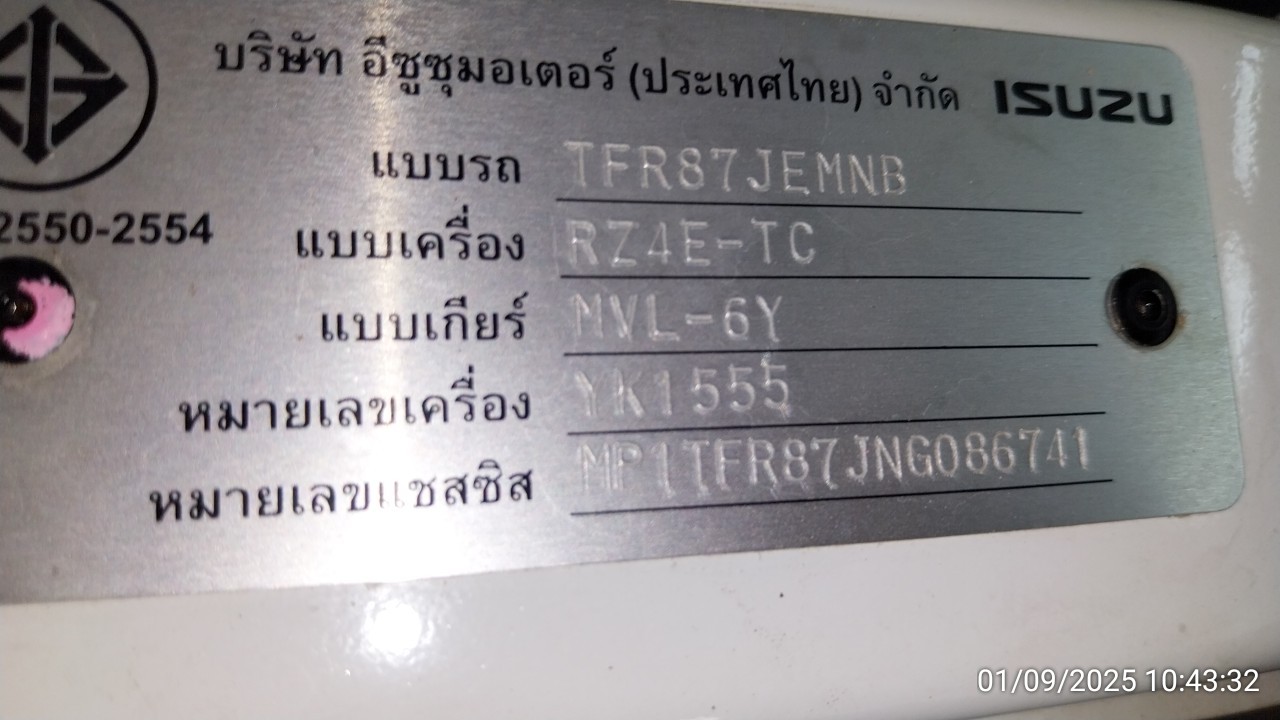 บริษัท อีซูซุมอเตอร์ (ประเทศไทย) จำกัด ISUZU
แบบรถ TFR87JEMNB
2550-2554
แบบเครื่อง RZ4E-TC
แบบเกียร์ MVL-6Y
หมายเลขเครื่อง YK1555
หมายเลขแชสซิส MP1TFR87JNG086741
01/09/2025 10:43:32